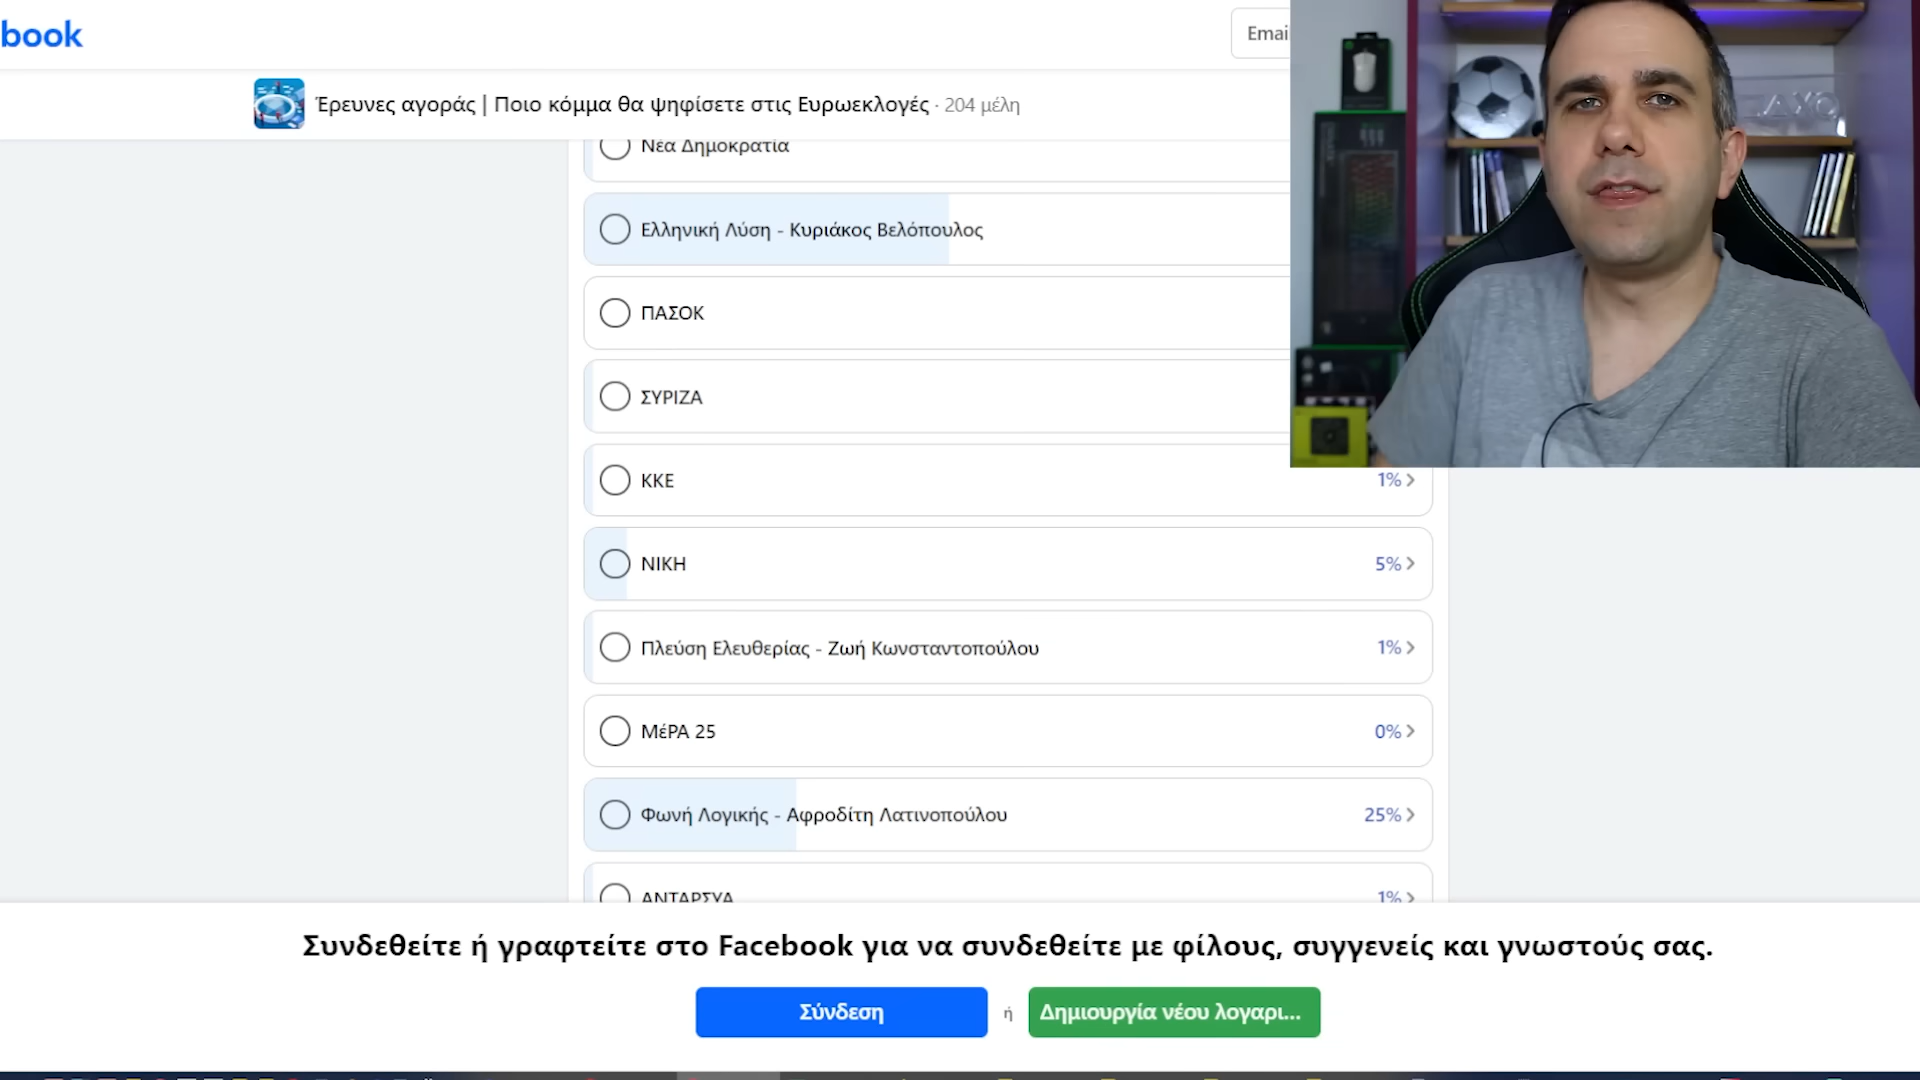 book
Emai
Έρευνες αγοράς | Ποιο κόμμα θα ψηφίσετε στις Ευρωεκλογές · 204 μέλη
Νέα Δημοκρατία
Ελληνική Λύση - Κυριάκος Βελόπουλος
ΠΑΣΟΚ
ΣΥΡΙΖΑ
ΚΚΕ 1%
ΝΙΚΗ 5%
Πλεύση Ελευθερίας - Ζωή Κωνσταντοπούλου 1%
ΜέΡΑ 25 0%
Φωνή Λογικής - Αφροδίτη Λατινοπούλου 25%
ΑΝΤΑΡΣΥΑ 1%
Συνδεθείτε ή γραφτείτε στο Facebook για να συνδεθείτε με φίλους, συγγενείς και γνωστούς σας.
Σύνδεση ή Δημιουργία νέου λογαρι...